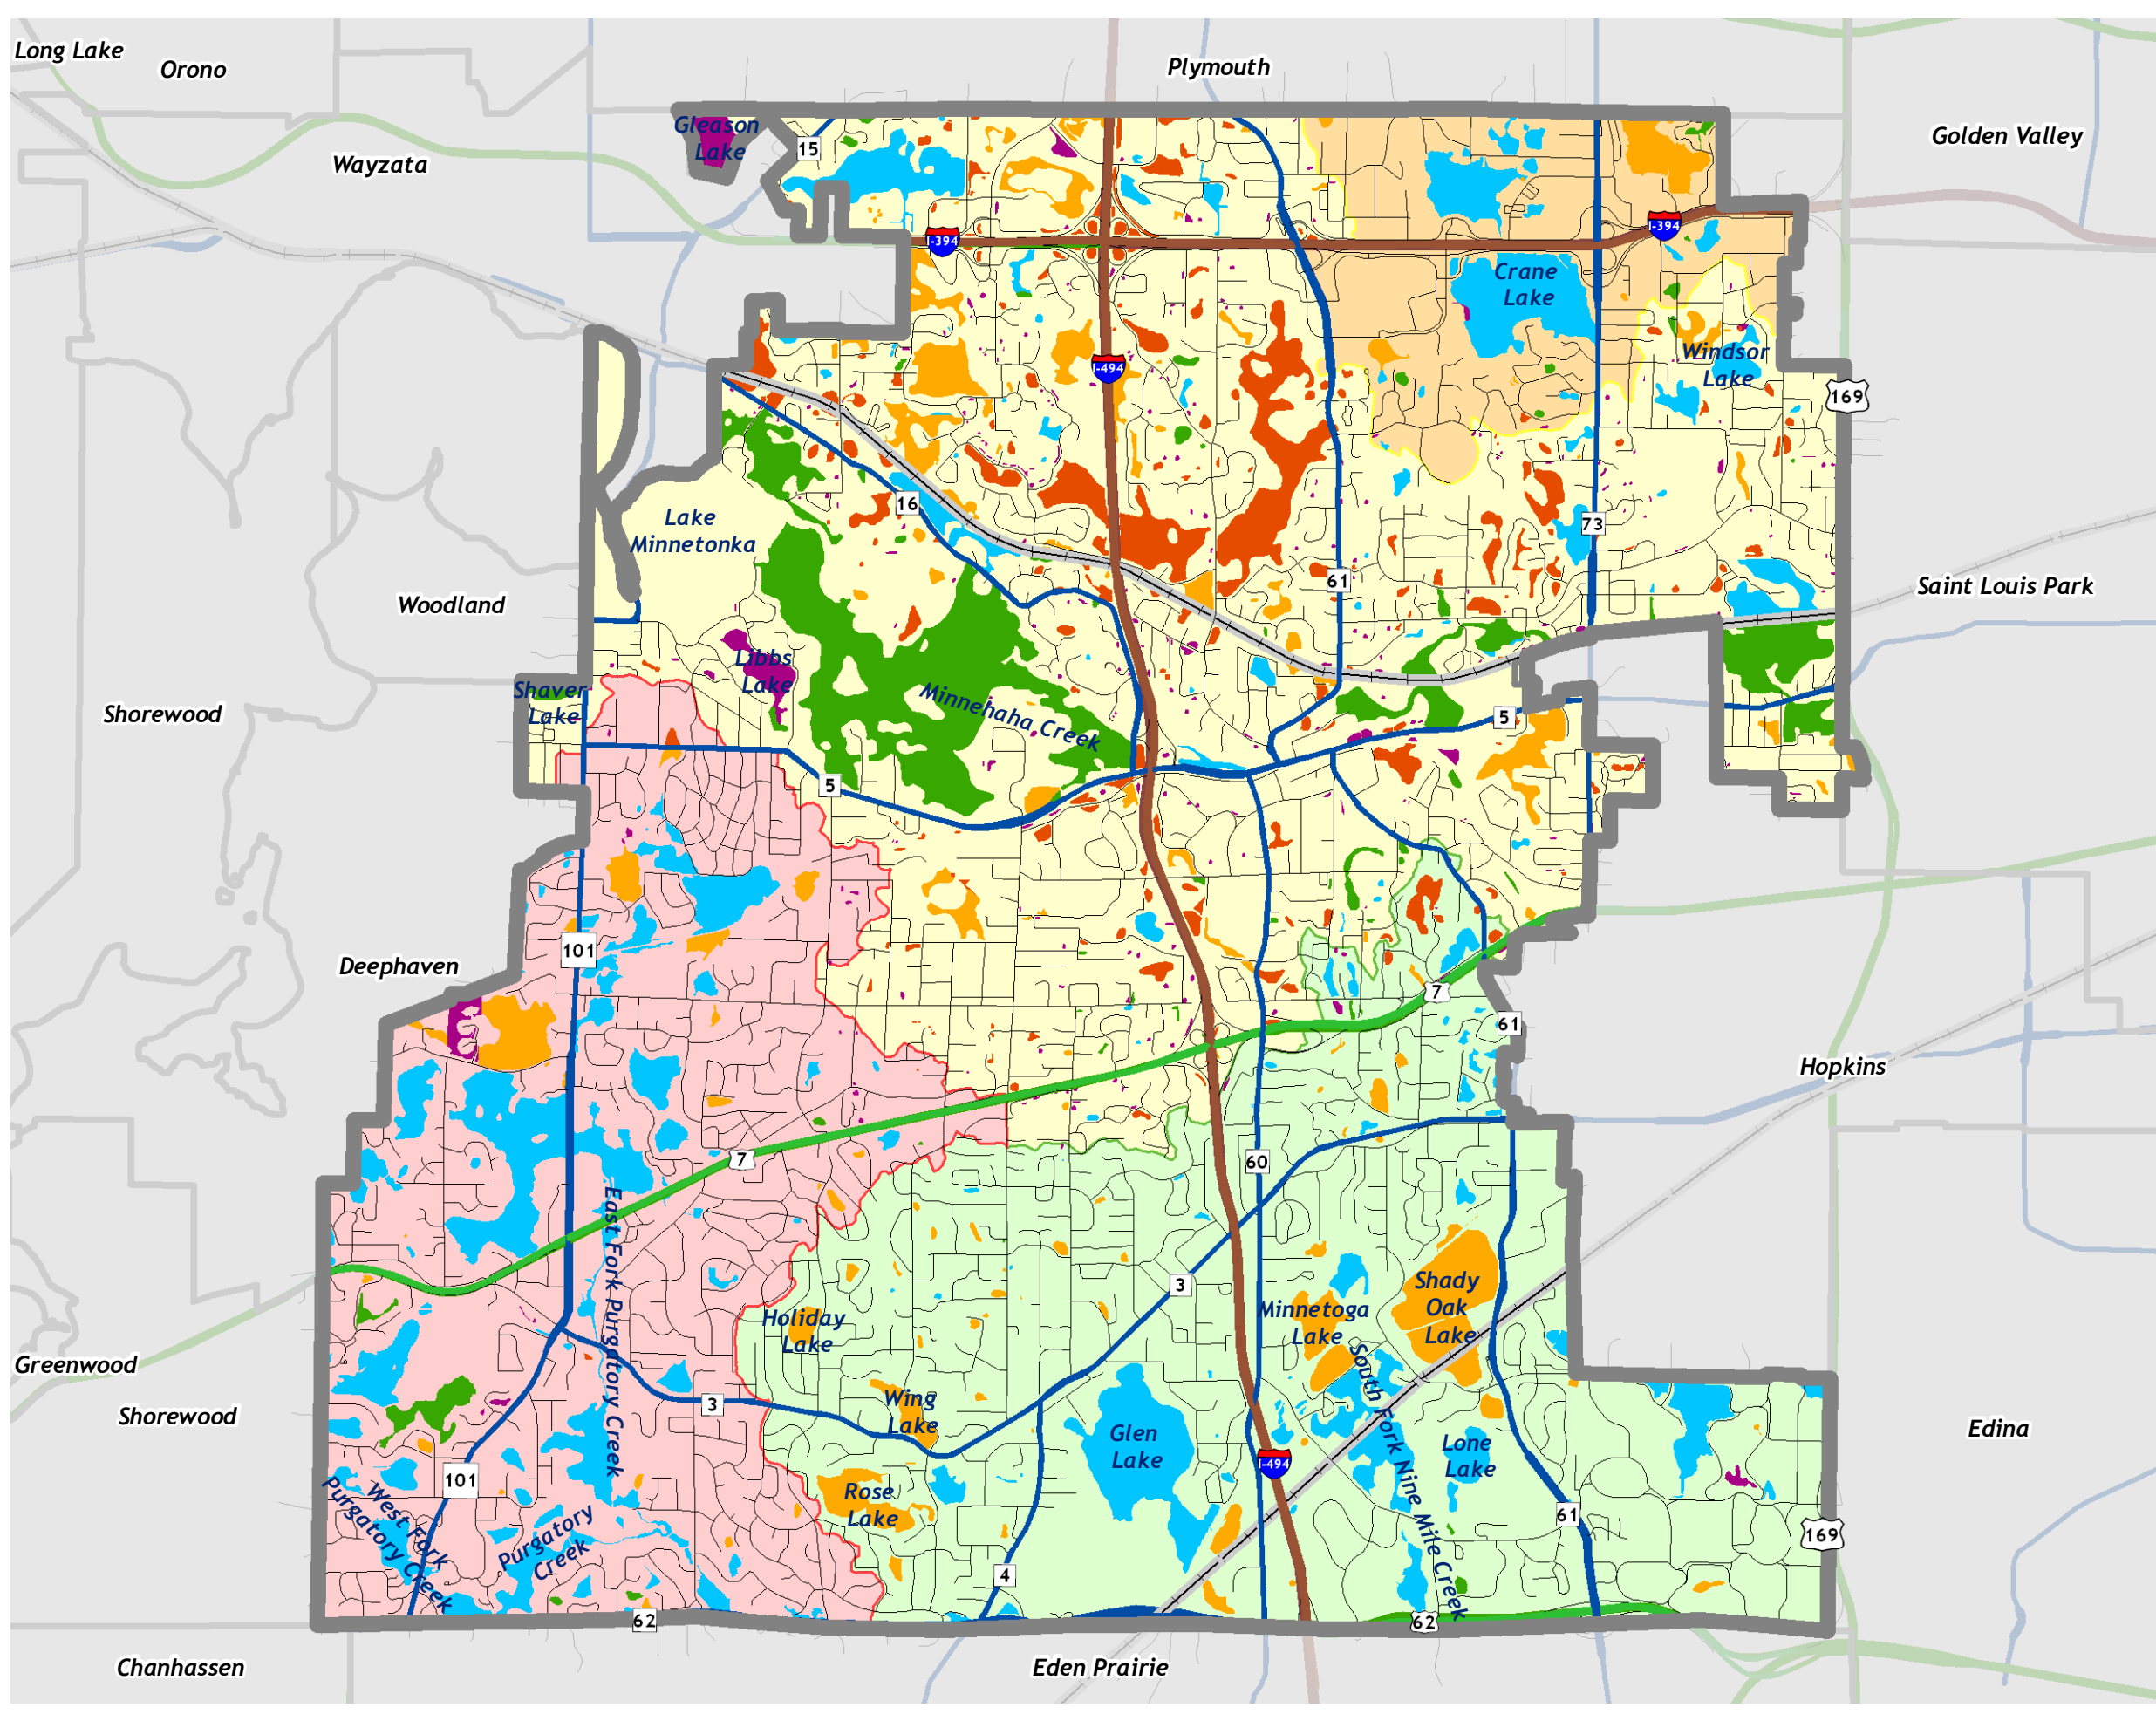 Long Lake
Orono
Plymouth
Golden Valley
Wayzata
Gleason
Lake
15
I-394
I-394
Crane
Lake
Windsor
Lake
I-494
169
16
Lake
Minnetonka
73
61
Woodland
Saint Louis Park
Libbs
Lake
Shaver
Lake
Minnehaha Creek
Shorewood
5
5
101
Deephaven
7
61
Hopkins
7
60
East Fork Purgatory Creek
3
Shady
Oak
Lake
Minnetoga
Lake
Holiday
Lake
Greenwood
Shorewood
3
Wing
Lake
Glen
Lake
South Fork Nine Mile Creek
Lone
Lake
Edina
I-494
101
West Fork
Purgatory Creek
Purgatory
Creek
Rose
Lake
61
169
4
62
62
Chanhassen
Eden Prairie